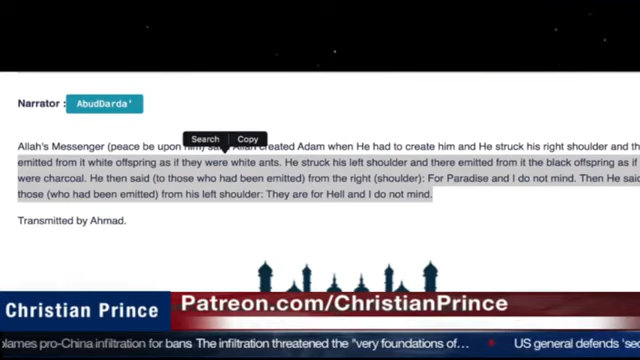 Narrator : AbudDarda'
Search Copy
Allah's Messenger (peace be upon him) said Allah created Adam when He had to create him and He struck his right shoulder and th
emitted from it white offspring as if they were white ants. He struck his left shoulder and there emitted from it the black offspring as if
were charcoal. He then said (to those who had been emitted) from the right (shoulder): For Paradise and I do not mind. Then He said
those (who had been emitted) from his left shoulder: They are for Hell and I do not mind.
Transmitted by Ahmad.
Christian Prince
Patreon.com/ChristianPrince
blames pro-China infiltration for bans The infiltration threatened the "very foundations of… US general defends 'sec